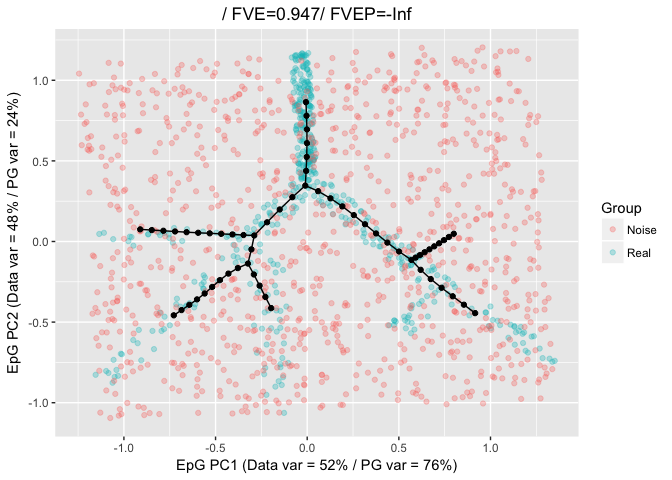 / FVE=0.947/ FVEP=-Inf
EpG PC2 (Data var = 48% / PG var = 24%)
1.0
0.5
0.0
-0.5
-1.0
-1.0
-0.5
0.0
0.5
1.0
EpG PC1 (Data var = 52% / PG var = 76%)
Group
Noise
Real